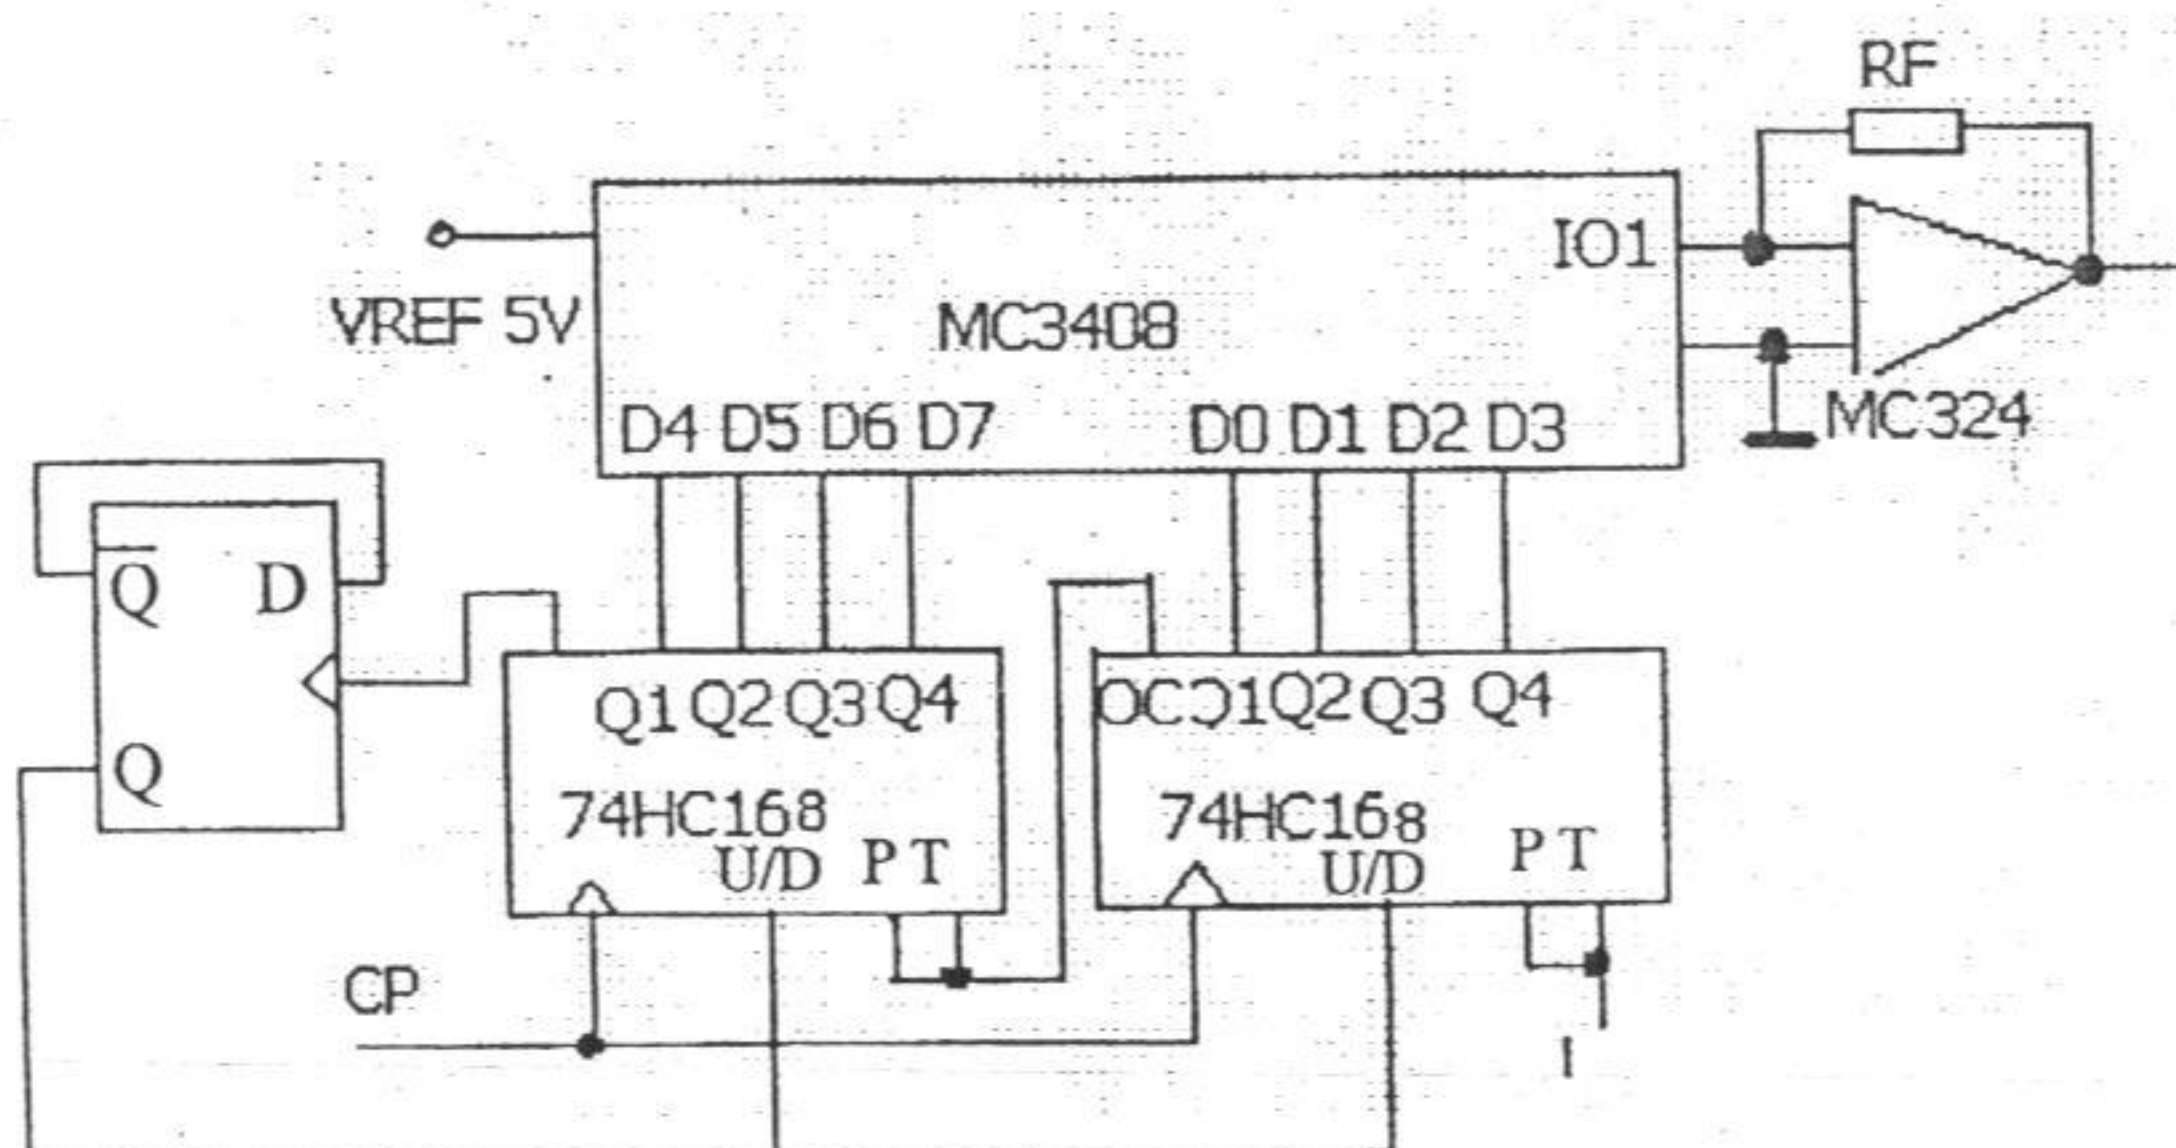 RF
IO1
VREF 5V
MC3408
D4 D5 D6 D7 D0 D1 D2 D3
MC324
Q D
Q
Q1 Q2 Q3 Q4
Q2 Q3 Q4
74HC168
U/D P T
74HC168
U/D P T
CP
I